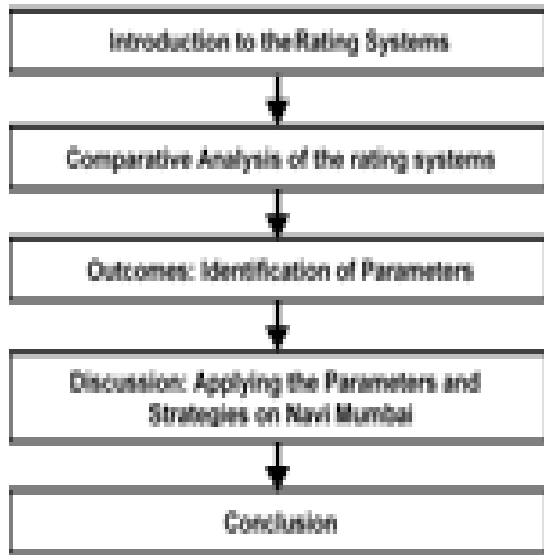 Introduction to the Rating Systems
Comparative Analysis of the rating systems
Outcomes: Identification of Parameters
Discussion: Applying the Parameters and
Strategies on Navi Mumbai
Conclusion